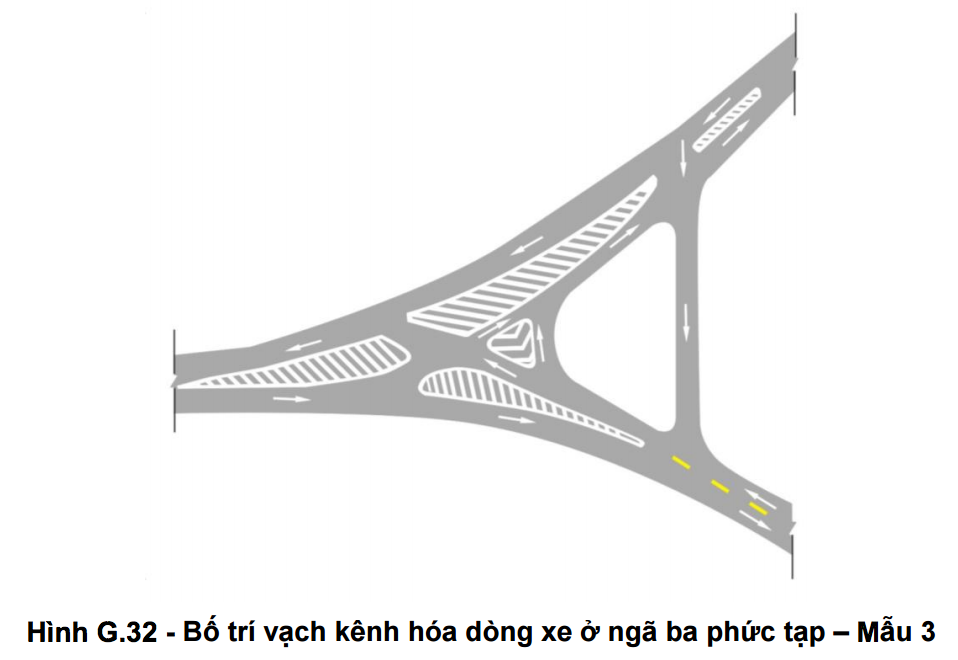 Hình G.32 - Bố trí vạch kênh hóa dòng xe ở ngã ba phức tạp – Mẫu 3